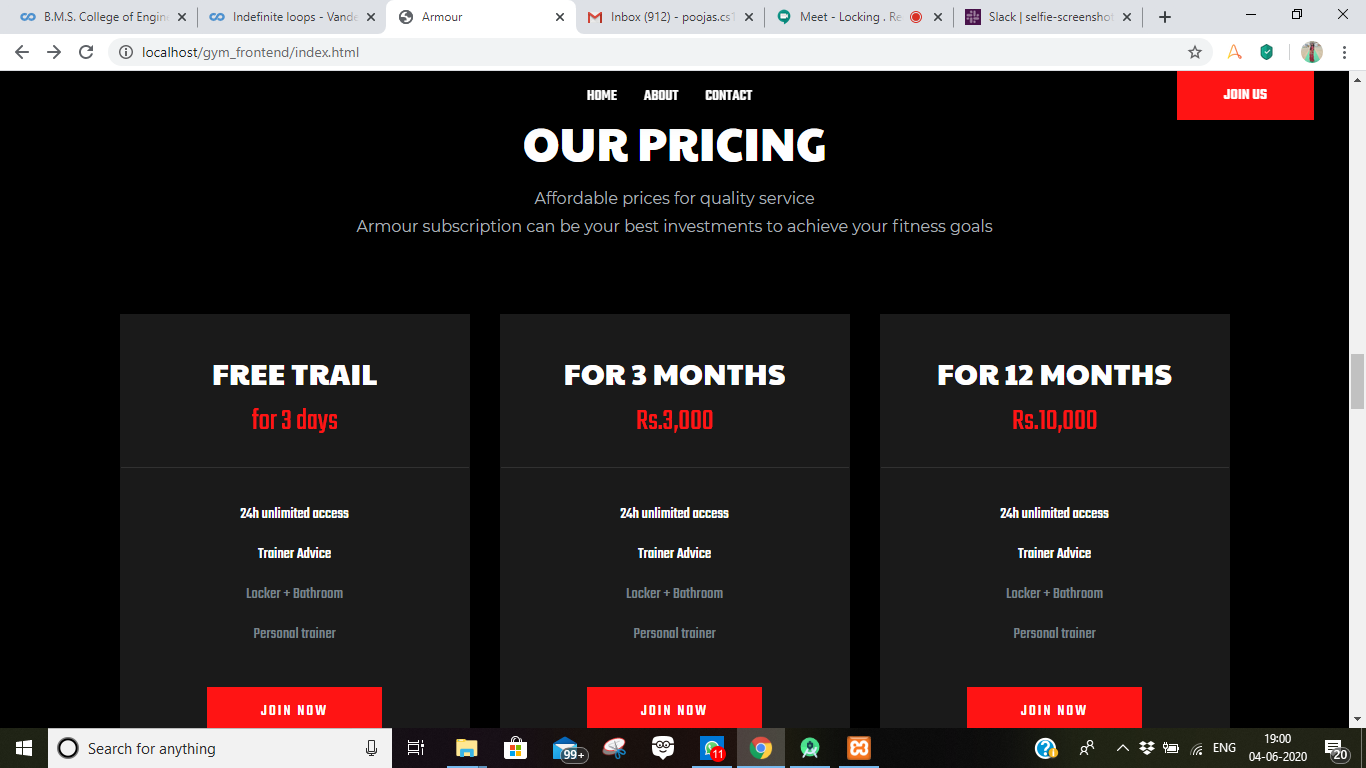 B.M.S. College of Engin
Indefinite loops - Vande
Armour
Inbox (912) - poojas.cs1
Meet - Locking . Re
Slack | selfie-screenshot
localhost/gym_frontend/index.html
HOME ABOUT CONTACT
JOIN US
OUR PRICING
Affordable prices for quality service
Armour subscription can be your best investments to achieve your fitness goals
FREE TRAIL
for 3 days
24h unlimited access
Trainer Advice
Locker + Bathroom
Personal trainer
JOIN NOW
FOR 3 MONTHS
Rs.3,000
24h unlimited access
Trainer Advice
Locker + Bathroom
Personal trainer
JOIN NOW
FOR 12 MONTHS
Rs.10,000
24h unlimited access
Trainer Advice
Locker + Bathroom
Personal trainer
JOIN NOW
Search for anything
99+
11
ENG
19:00
04-06-2020
20